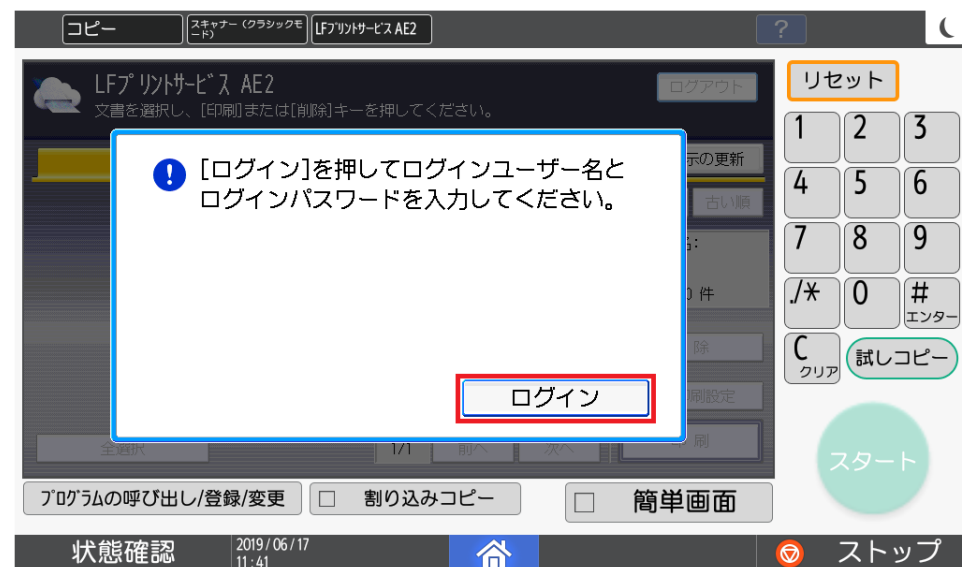 コピー
スキャナー (クラシックモード)
LFプリントサービス AE2
?
LFプリントサービス AE2
文書を選択し、[印刷]または[削除]キーを押してください。
ログアウト
リセット
[ログイン]を押してログインユーザー名と
ログインパスワードを入力してください。
示の更新
古い順
名:
0 件
除
ログイン
刷設定
全選択
1/1
前へ
次へ
刷
1
2
3
4
5
6
7
8
9
./*
0
#
エンター
C
クリア
試しコピー
スタート
プログラムの呼び出し/登録/変更
割り込みコピー
簡単画面
状態確認
2019/06/17
11:41
ストップ